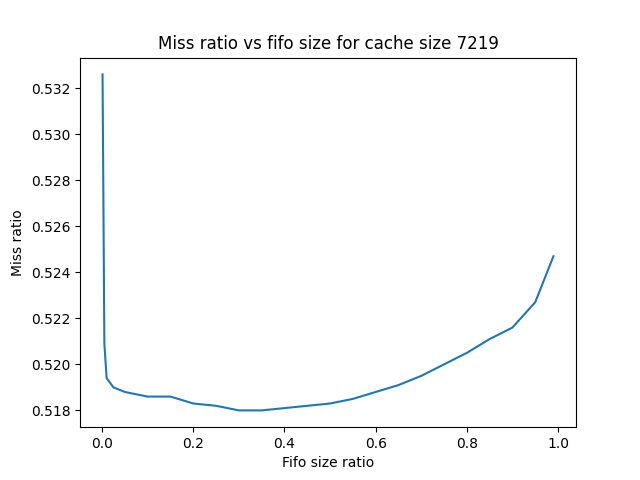 Miss ratio vs fifo size for cache size 7219
0.532
0.530
0.528
0.526
0.524
0.522
0.520
0.518
Miss ratio
0.0 0.2 0.4 0.6 0.8 1.0
Fifo size ratio